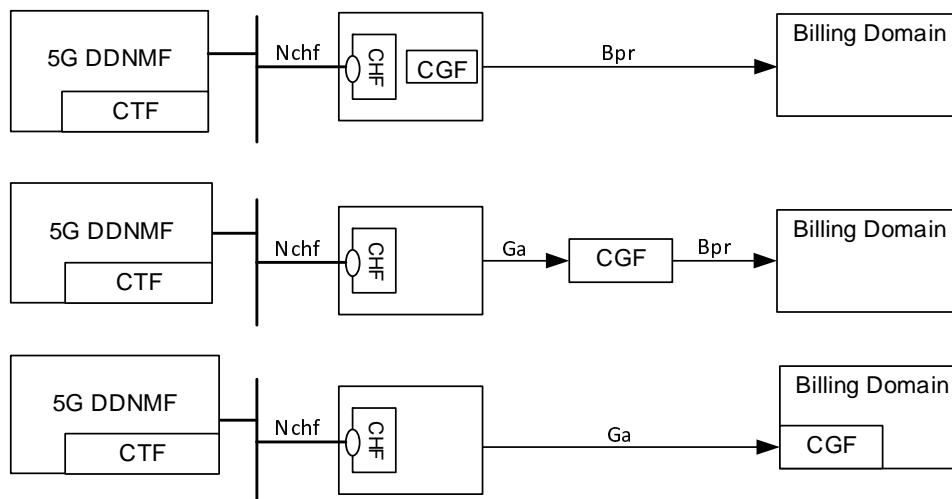 5G DDNMF
CTF
Nchf
CHF
CGF
Bpr
Billing Domain
5G DDNMF
CTF
Nchf
CHF
Ga
CGF
Bpr
Billing Domain
5G DDNMF
CTF
Nchf
CHF
Ga
Billing Domain
CGF